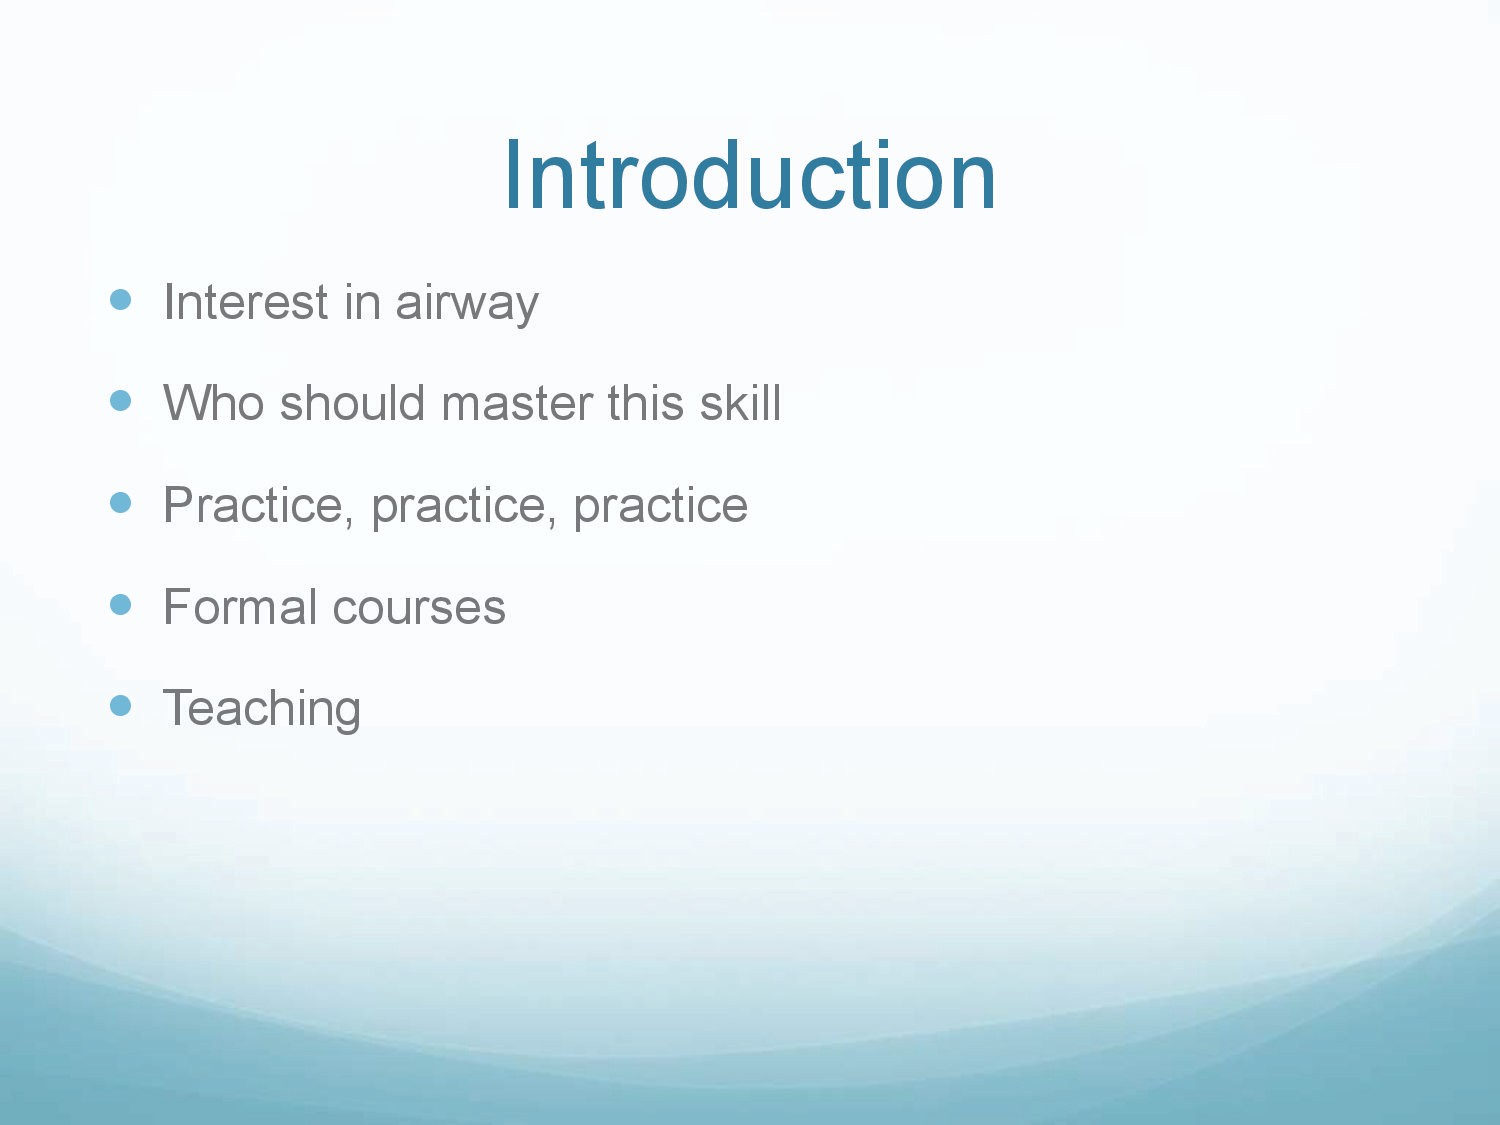 Introduction
Interest in airway
Who should master this skill
Practice, practice, practice
Formal courses
Teaching